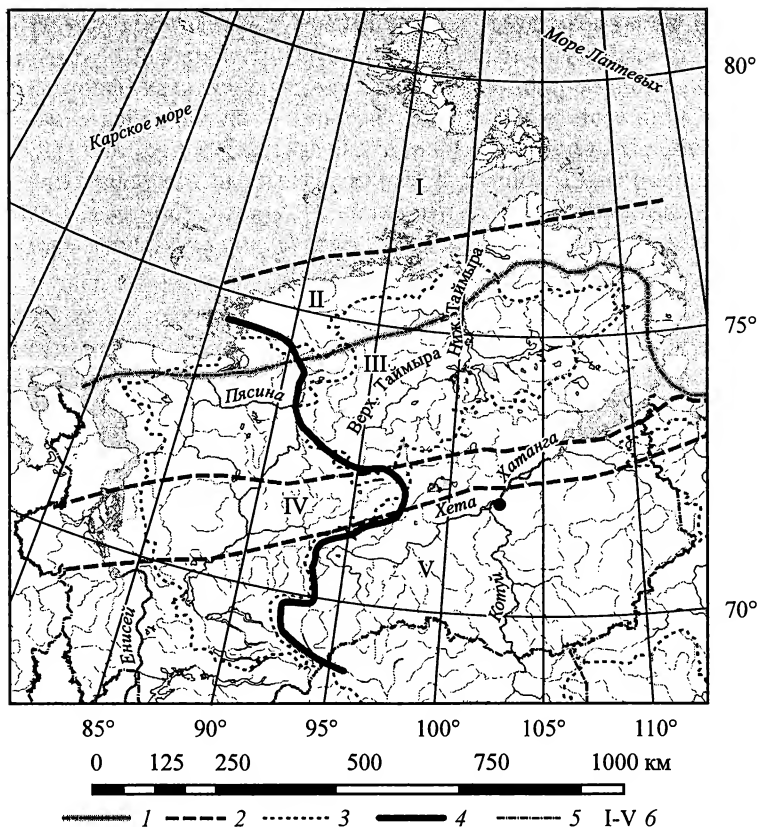 80°
Море Лаптевых
Карское море
I
II
75°
Ниж. Таймыра
III
Верх. Таймыра
Пясина
Хатанга
IV
Хета
V
70°
Котуй
Енисей
85° 90° 95° 100° 105° 110°
0 125 250 500 750 1000 км
1 2 3 4 5 I-V 6